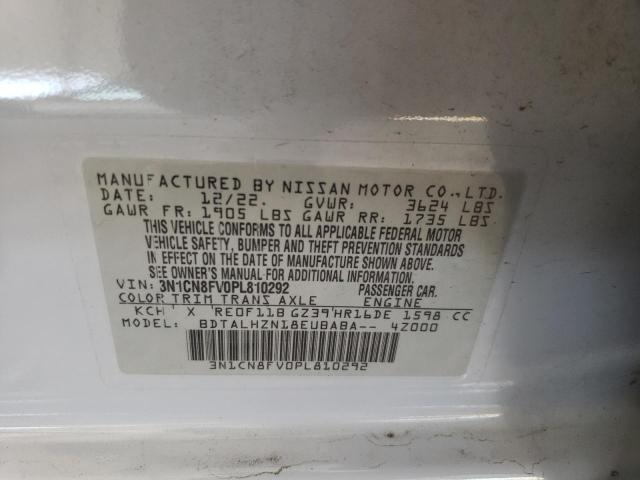 MANUFACTURED BY NISSAN MOTOR CO., LTD.
DATE: 12/22. GVWR: 3624 LBS
GAWR FR: 1905 LBS GAWR RR: 1735 LBS
THIS VEHICLE CONFORMS TO ALL APPLICABLE FEDERAL MOTOR
VEHICLE SAFETY, BUMPER AND THEFT PREVENTION STANDARDS
IN EFFECT ON THE DATE OF MANUFACTURE SHOWN ABOVE.
SEE OWNER'S MANUAL FOR ADDITIONAL INFORMATION.
VIN: 3N1CN8FV0PL810292 PASSENGER CAR.
COLOR TRIM TRANS AXLE ENGINE
KCH X RE0F11B GZ39 HR16DE 1598 CC
MODEL: BDTALHZN18EUBABA-- 4Z000
3N1CN8FV0PL810292